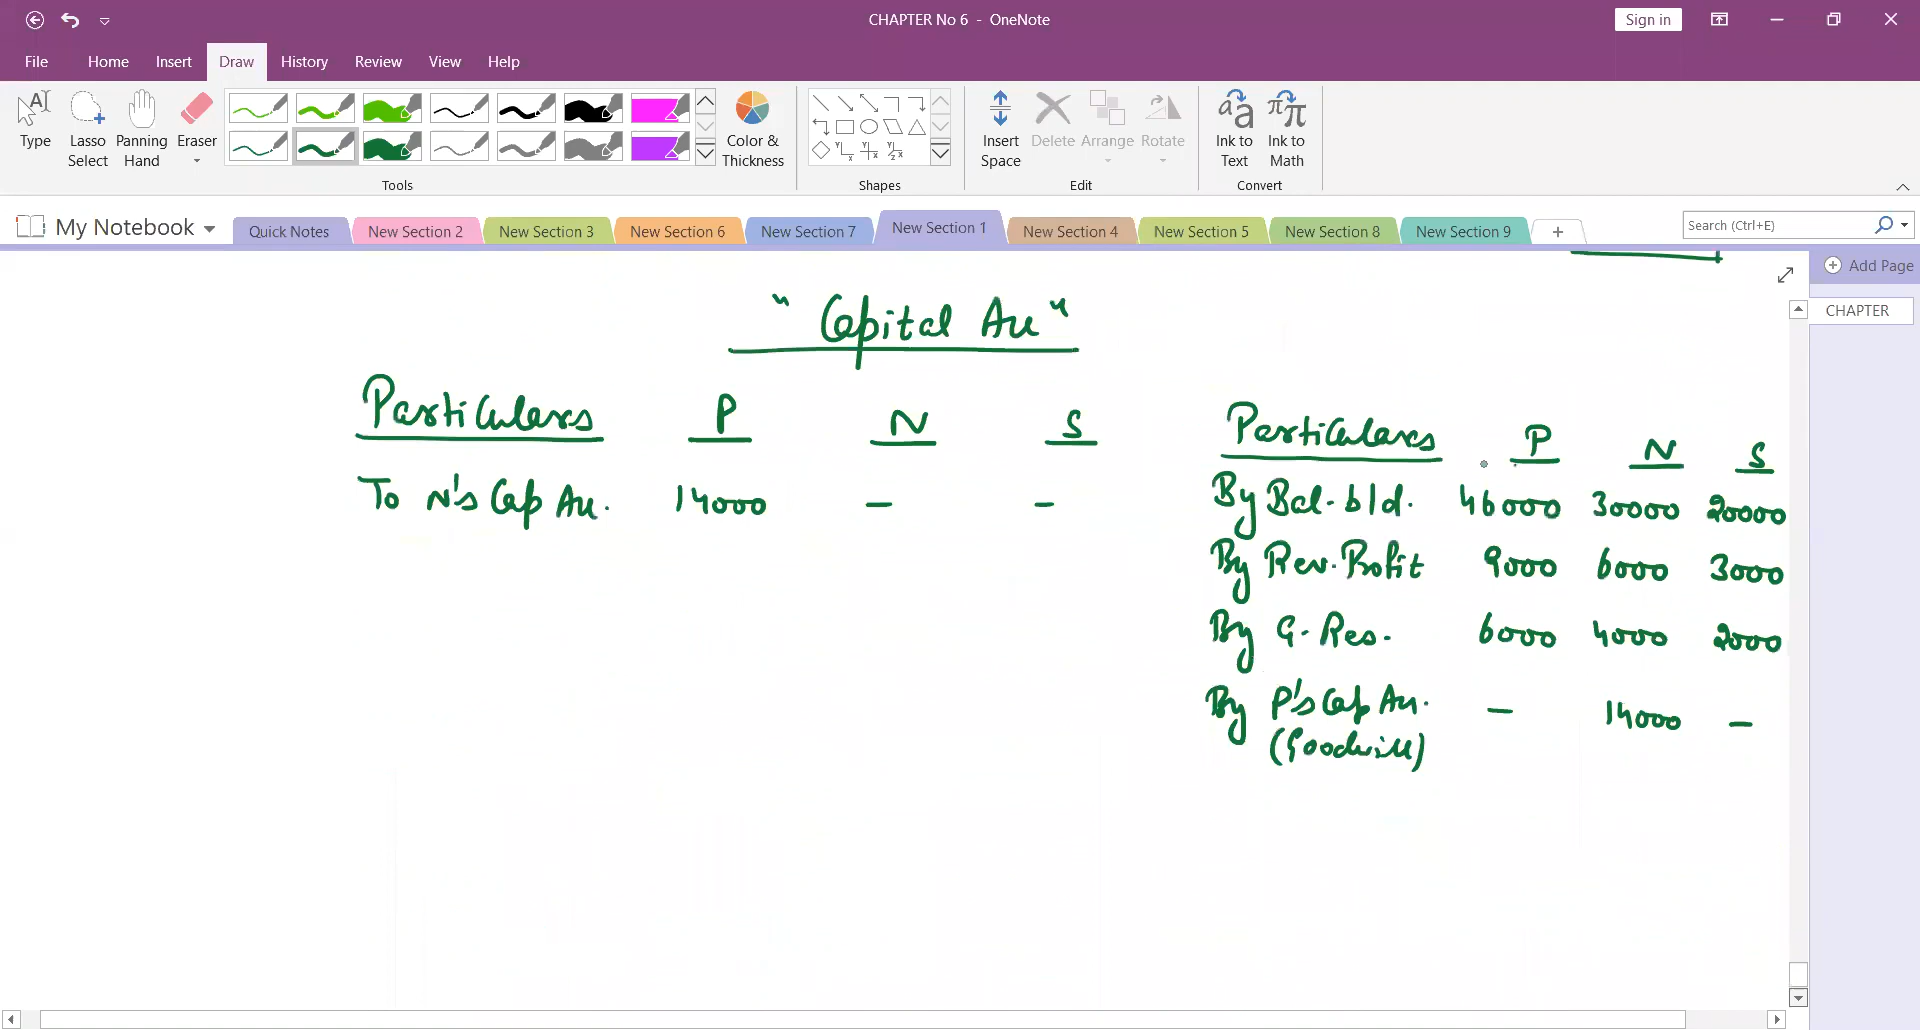 CHAPTER No 6 - OneNote
Sign in
File Home Insert Draw History Review View Help
Type
Lasso Select
Panning Hand
Eraser
Color & Thickness
Insert Space
Delete
Arrange
Rotate
Ink to Text
Ink to Math
Tools
Shapes
Edit
Convert
My Notebook
Quick Notes New Section 2 New Section 3 New Section 6 New Section 7 New Section 1 New Section 4 New Section 5 New Section 8 New Section 9
Search (Ctrl+E)
Add Page
CHAPTER
"Capital Acc"
Particulars P N S
To N's Cap Acc. 14000 - -
Particulars P N S
By Bal. b/d. 46000 30000 20000
By Rev. Profit 9000 6000 3000
By G. Res. 6000 4000 2000
By P's Cap Acc. - 14000 -
(Goodwill)